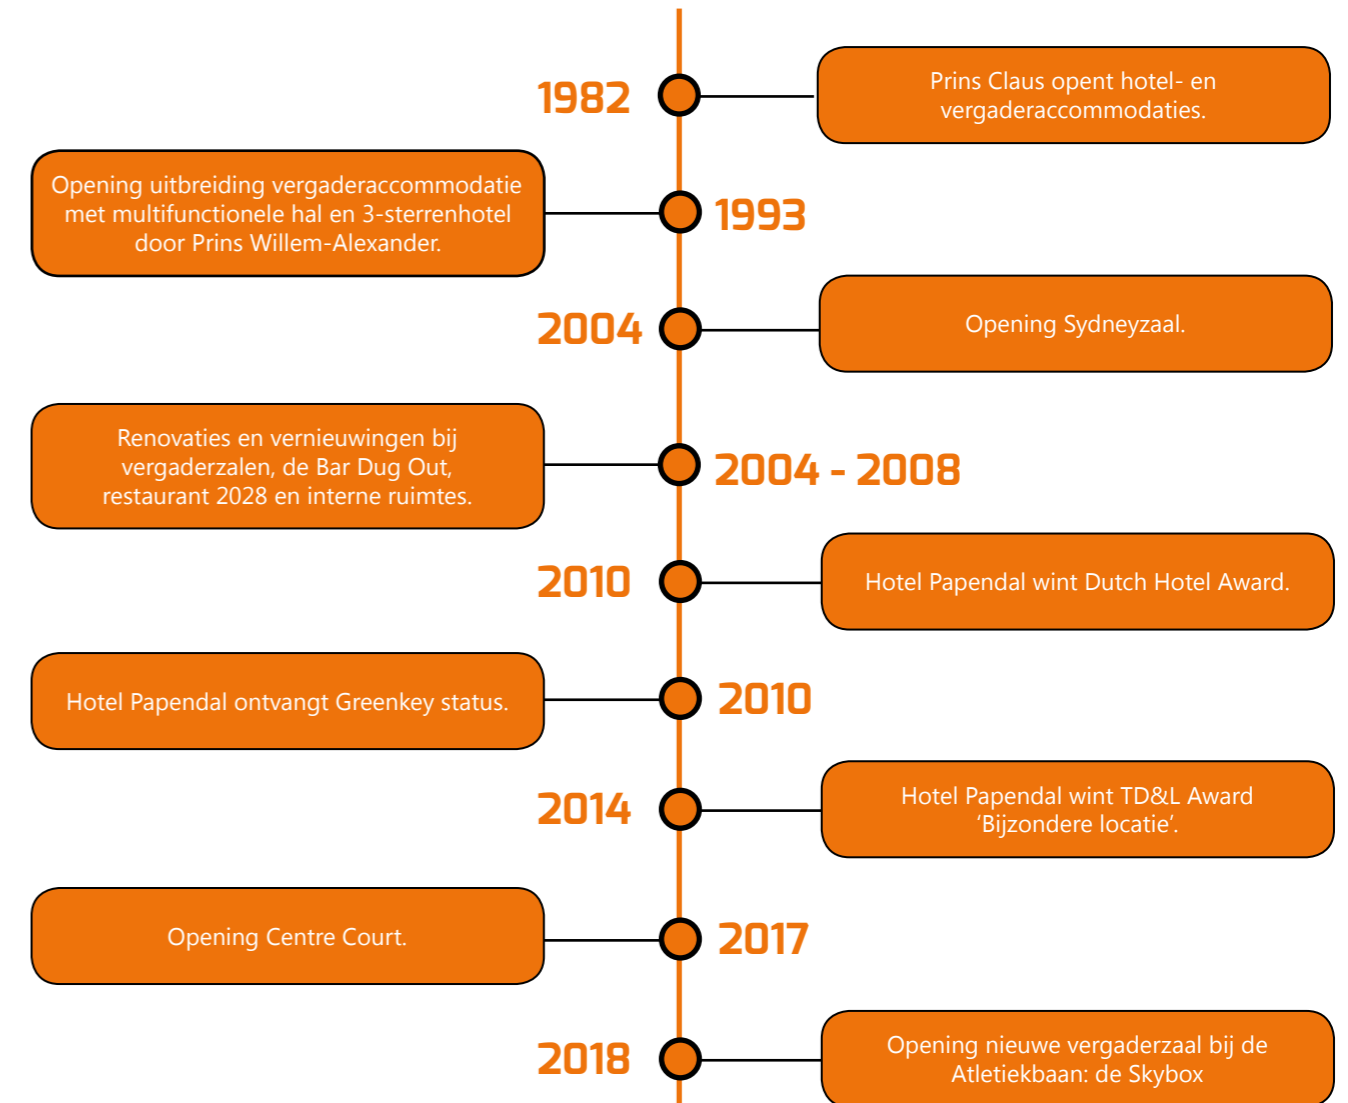 1982
Prins Claus opent hotel- en
vergaderaccommodaties.
Opening uitbreiding vergaderaccommodatie
met multifunctionele hal en 3-sterrenhotel
door Prins Willem-Alexander.
1993
2004
Opening Sydneyzaal.
Renovaties en vernieuwingen bij
vergaderzalen, de Bar Dug Out,
restaurant 2028 en interne ruimtes.
2004 - 2008
2010
Hotel Papendal wint Dutch Hotel Award.
Hotel Papendal ontvangt Greenkey status.
2010
2014
Hotel Papendal wint TD&L Award
‘Bijzondere locatie’.
Opening Centre Court.
2017
2018
Opening nieuwe vergaderzaal bij de
Atletiekbaan: de Skybox